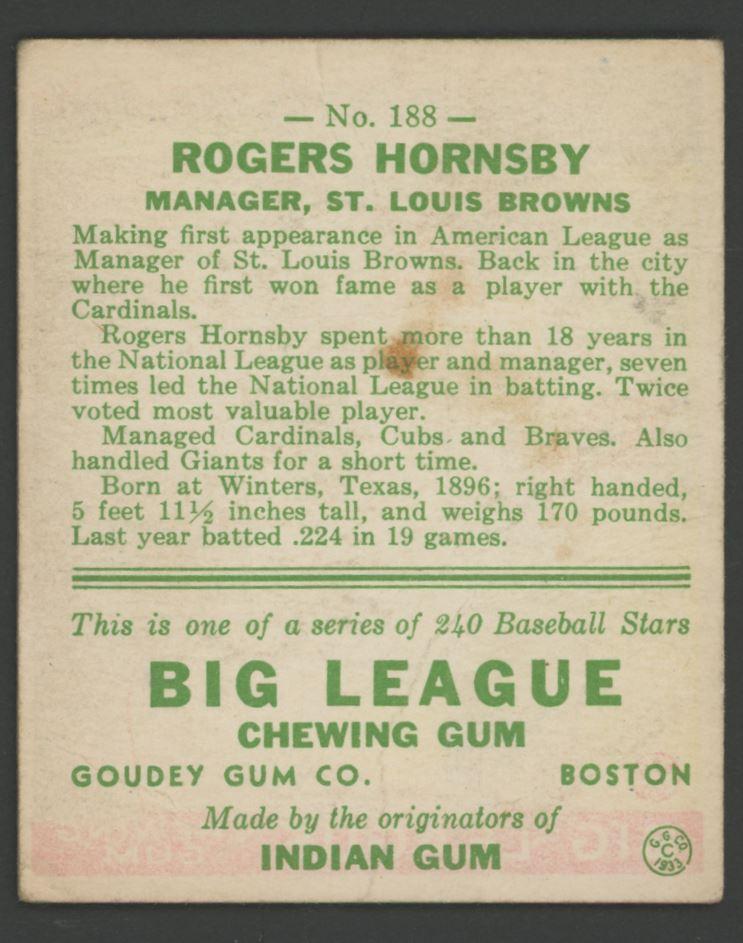 — No. 188 —
ROGERS HORNSBY
MANAGER, ST. LOUIS BROWNS
Making first appearance in American League as
Manager of St. Louis Browns. Back in the city
where he first won fame as a player with the
Cardinals.
Rogers Hornsby spent more than 18 years in
the National League as player and manager, seven
times led the National League in batting. Twice
voted most valuable player.
Managed Cardinals, Cubs and Braves. Also
handled Giants for a short time.
Born at Winters, Texas, 1896; right handed,
5 feet 11½ inches tall, and weighs 170 pounds.
Last year batted .224 in 19 games.
This is one of a series of 240 Baseball Stars
BIG LEAGUE
CHEWING GUM
GOUDEY GUM CO. BOSTON
Made by the originators of
INDIAN GUM
G. G. CO.
C
1933